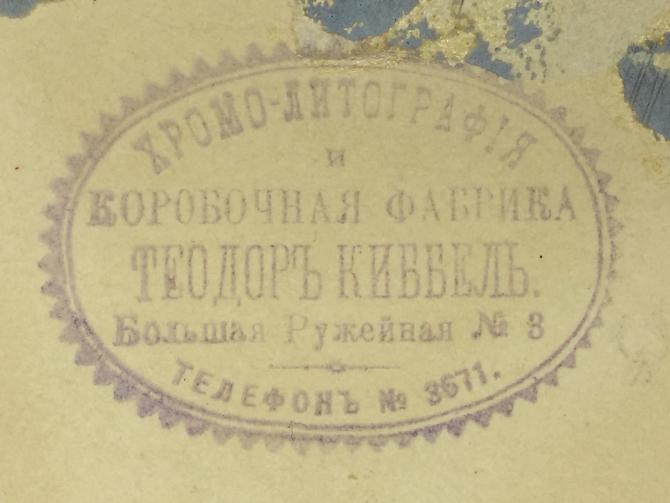 ХРОМО-ЛИТОГРАФІЯ
и
КОРОБОЧНАЯ ФАБРИКА
ТЕОДОРЪ КИББЕЛЬ.
Большая Ружейная № 3
ТЕЛЕФОНЪ № 3671.